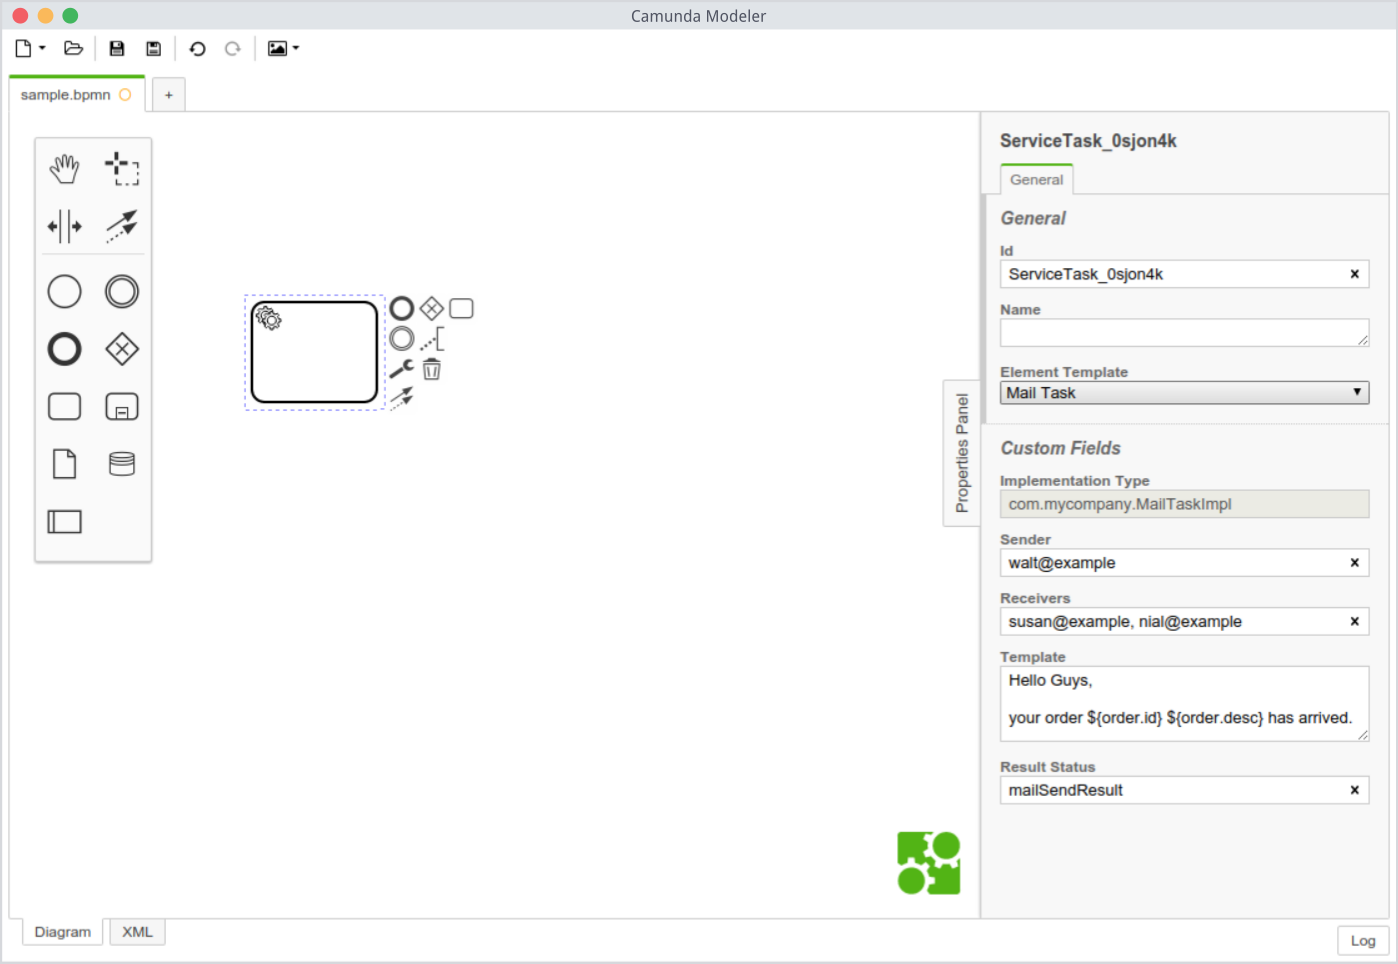 Camunda Modeler
sample.bpmn
+
ServiceTask_0sjon4k
General
General
Id
ServiceTask_0sjon4k
Name
Element Template
Mail Task
Properties Panel
Custom Fields
Implementation Type
com.mycompany.MailTaskImpl
Sender
walt@example
Receivers
susan@example, nial@example
Template
Hello Guys,
your order ${order.id} ${order.desc} has arrived.
Result Status
mailSendResult
Diagram
XML
Log